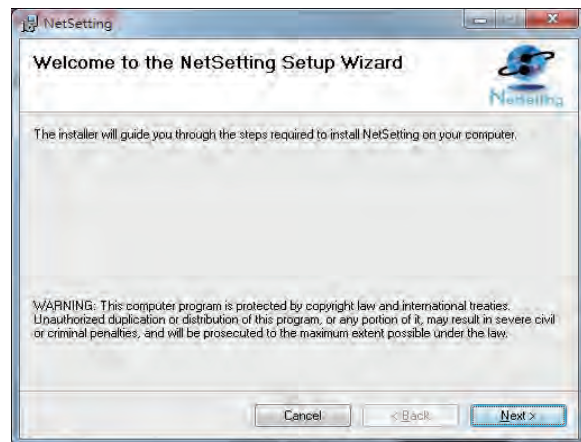 NetSetting
Welcome to the NetSetting Setup Wizard
NetSetting
The installer will guide you through the steps required to install NetSetting on your computer.
WARNING: This computer program is protected by copyright law and international treaties.
Unauthorized duplication or distribution of this program, or any portion of it, may result in severe civil
or criminal penalties, and will be prosecuted to the maximum extent possible under the law.
Cancel
< Back
Next >